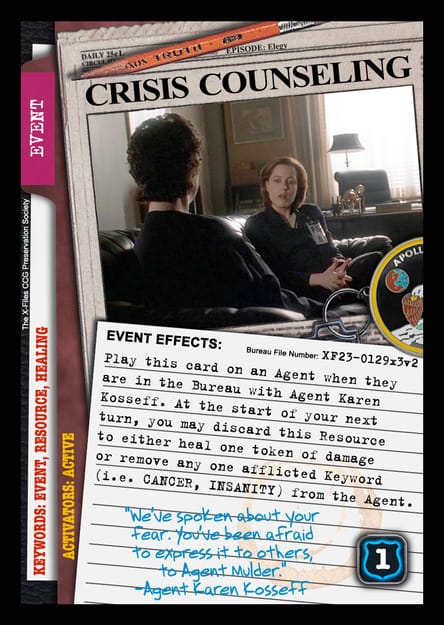 DAILY 25¢
EPISODE: Elegy
CRISIS COUNSELING
EVENT
The X-Files CCG Preservation Society
KEYWORDS: EVENT, RESOURCE, HEALING
ACTIVATORS: ACTIVE
APOLL
EVENT EFFECTS:
Bureau File Number: XF23-0129x3v2
Play this card on an Agent when they
are in the Bureau with Agent Karen
Kosseff. At the start of your next
turn, you may discard this Resource
to either heal one token of damage
or remove any one afflicted Keyword
(i.e. CANCER, INSANITY) from the Agent.
"We've spoken about your
fear. You've been afraid
to express it to others,
to Agent Mulder."
-Agent Karen Kosseff
1